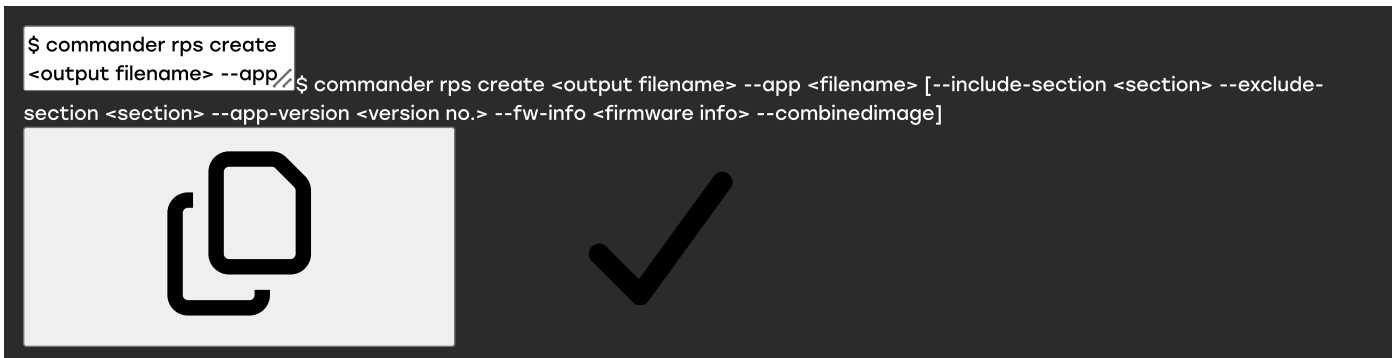 $ commander rps create
<output filename> --app
$ commander rps create <output filename> --app <filename> [--include-section <section> --exclude-
section <section> --app-version <version no.> --fw-info <firmware info> --combinedimage]